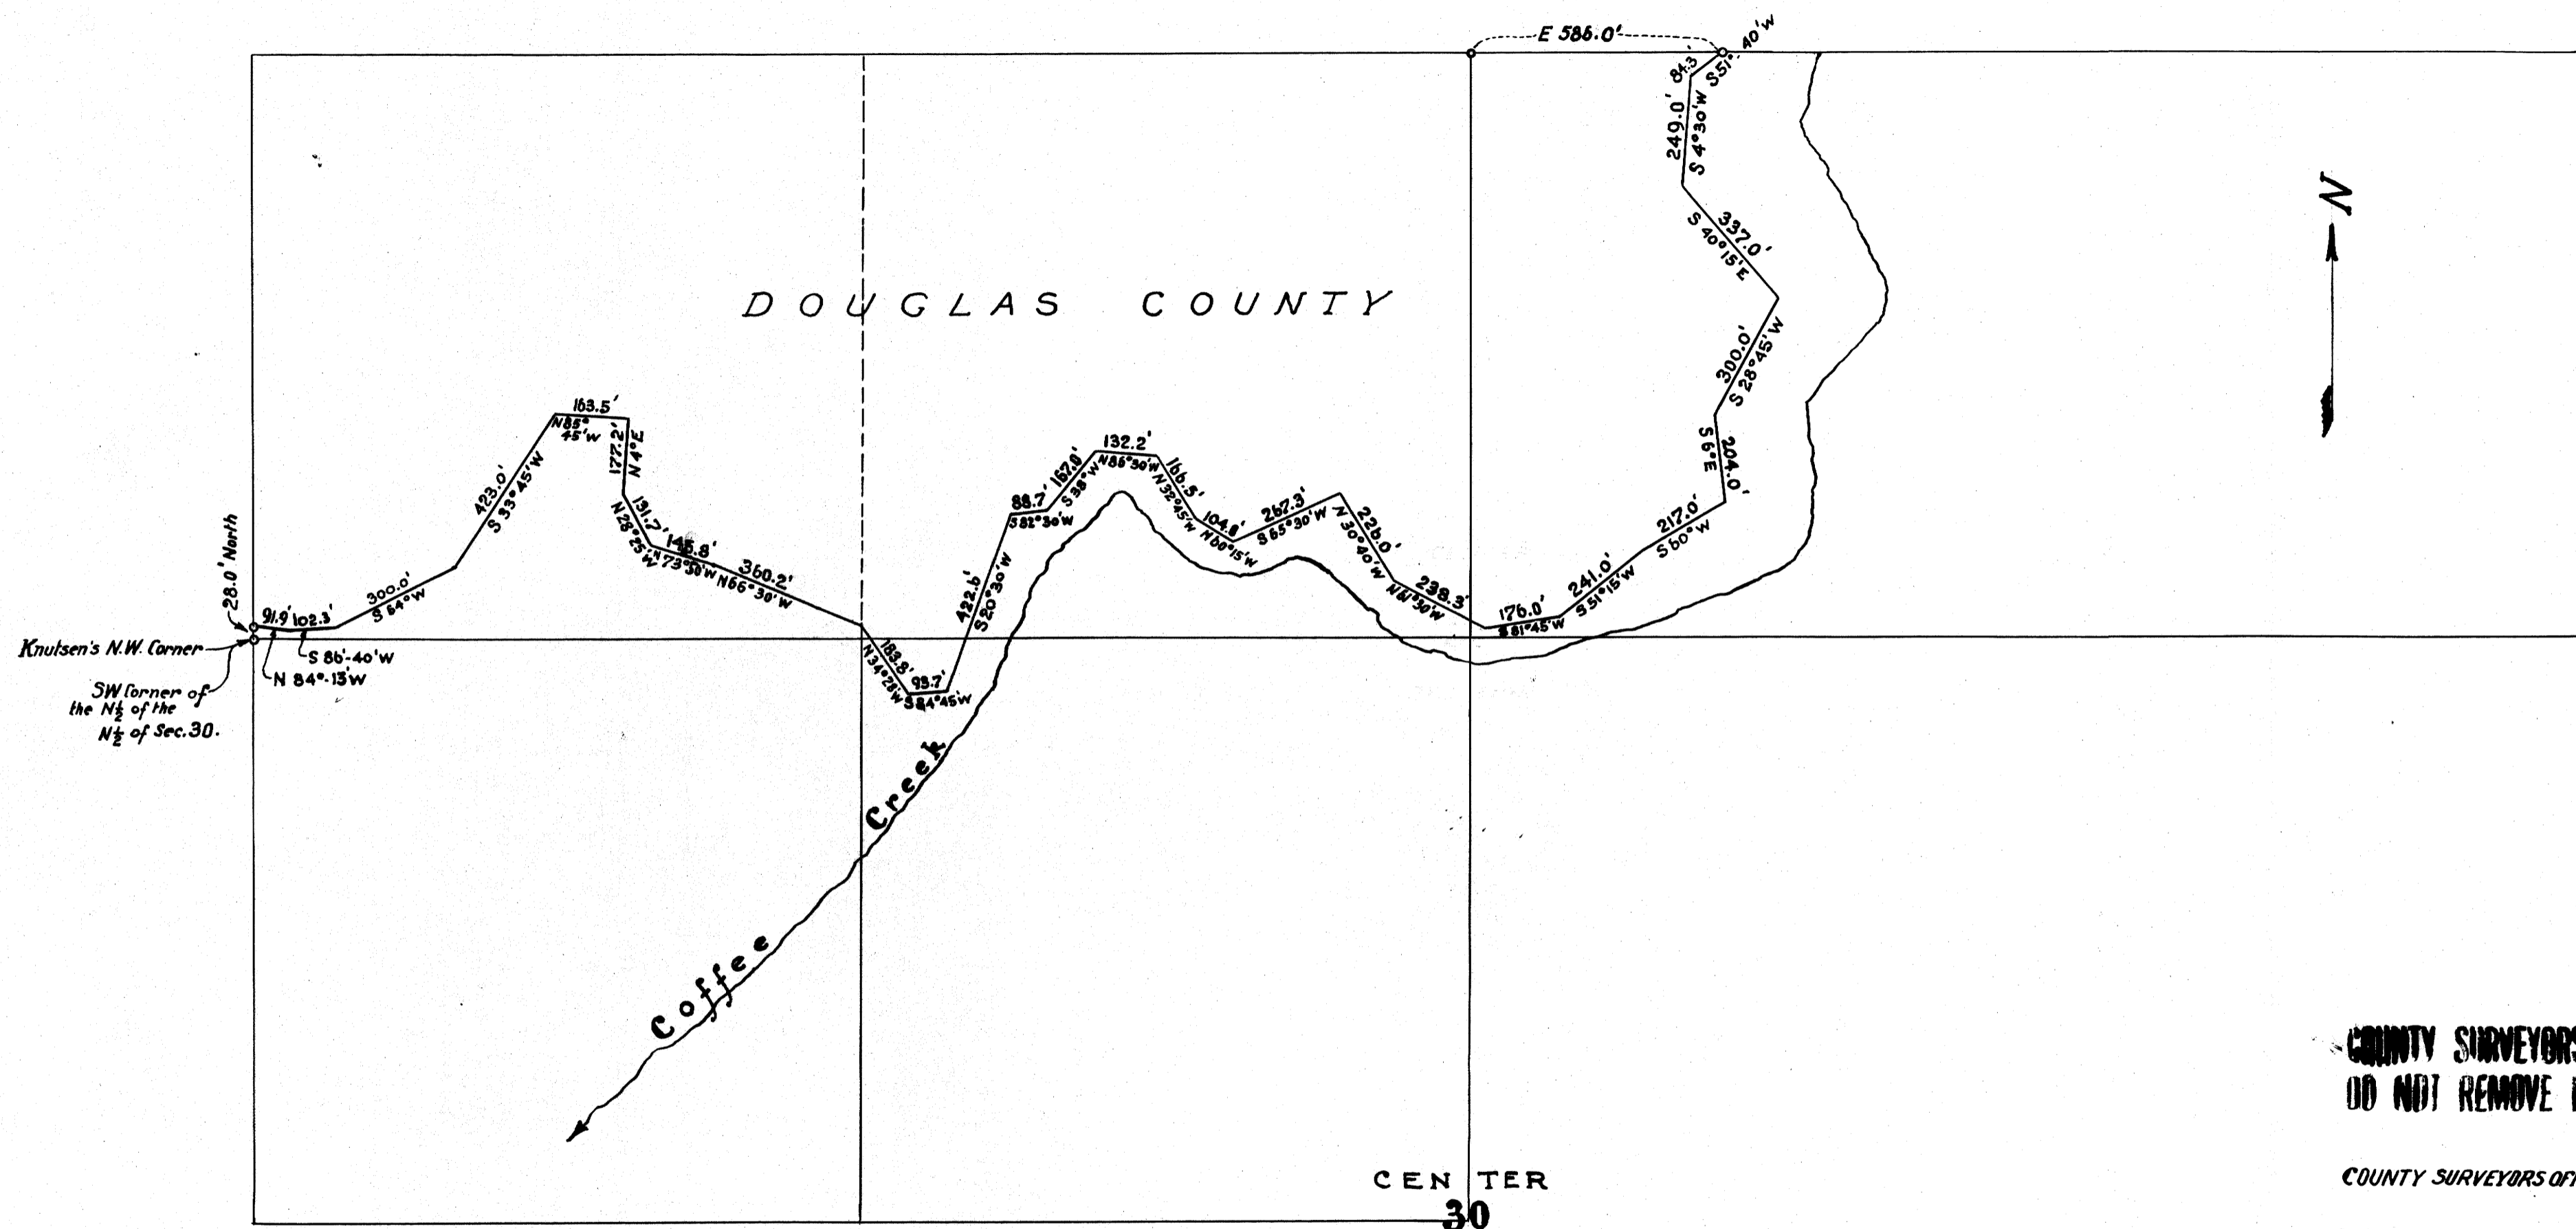 E 586.0'
84.3'
S 51° 40' W
249.0'
S 4°30' W
337.0'
S 40°15' E
300.0'
S 28°45' W
S 6° E
204.0'
217.0'
S 60° W
241.0'
S 51°15' W
176.0'
S 81°45' W
238.3'
N 61°30' W
226.0'
N 30°40' W
267.3'
S 65°30' W
104.8'
N 60°15' W
166.5'
N 32°45' W
132.2'
N 86°30' W
S 38° W
88.7'
S 82°30' W
422.6'
S 20°30' W
93.7'
S 84°45' W
183.8'
N 34°28' W
360.2'
N 66°30' W
N 73°30' W
131.7'
N 28°25' W
177.2'
N 4° E
163.5'
N 85°
45' W
423.0'
S 33°45' W
300.0'
S 64° W
102.3'
91.9'
S 86'-40' W
N 84°-13' W
28.0' North
Knutsen's N.W. Corner
SW Corner of
the N½ of the
N½ of Sec. 30.
DOUGLAS COUNTY
N
Coffee Creek
CENTER
30
COUNTY SURVEYORS
DO NOT REMOVE
COUNTY SURVEYORS OF